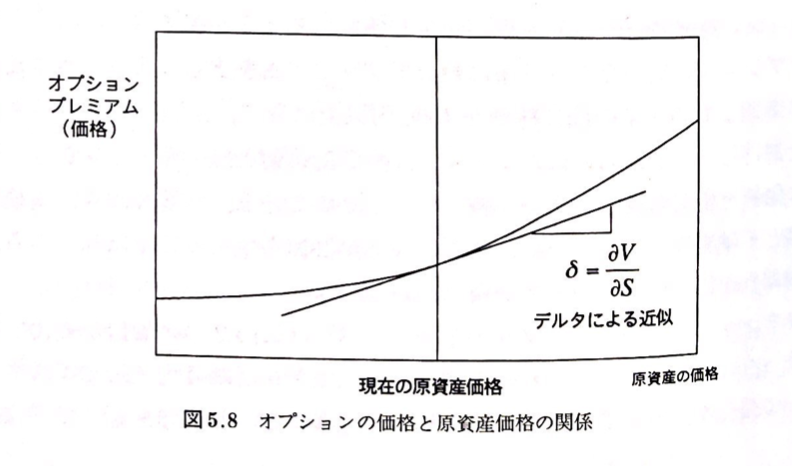 オプション
プレミアム
（価格）
δ = ∂V/∂S
デルタによる近似
現在の原資産価格
原資産の価格
図5.8 オプションの価格と原資産価格の関係